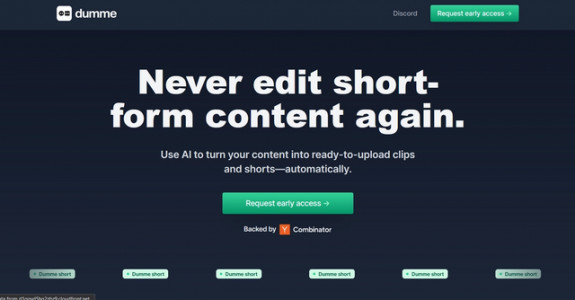 dumme
Discord
Request early access →
Never edit short-
form content again.
Use AI to turn your content into ready-to-upload clips
and shorts—automatically.
Request early access →
Backed by Y Combinator
Dumme short
Dumme short
Dumme short
Dumme short
Dumme short
Dumme short